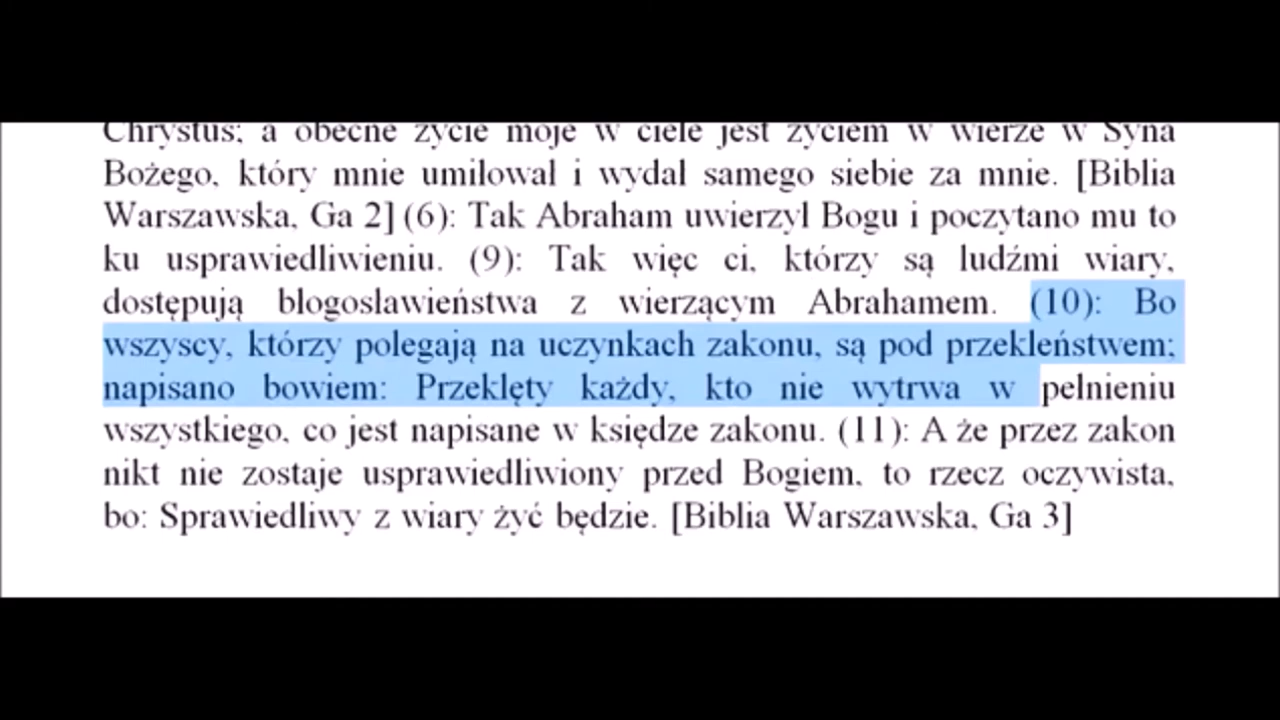 Chrystus; a obecne życie moje w ciele jest życiem w wierze w Syna
Bożego, który mnie umiłował i wydał samego siebie za mnie. [Biblia
Warszawska, Ga 2] (6): Tak Abraham uwierzył Bogu i poczytano mu to
ku usprawiedliwieniu. (9): Tak więc ci, którzy są ludźmi wiary,
dostępują błogosławieństwa z wierzącym Abrahamem. (10): Bo
wszyscy, którzy polegają na uczynkach zakonu, są pod przekleństwem;
napisano bowiem: Przeklęty każdy, kto nie wytrwa w pełnieniu
wszystkiego, co jest napisane w księdze zakonu. (11): A że przez zakon
nikt nie zostaje usprawiedliwiony przed Bogiem, to rzecz oczywista,
bo: Sprawiedliwy z wiary żyć będzie. [Biblia Warszawska, Ga 3]